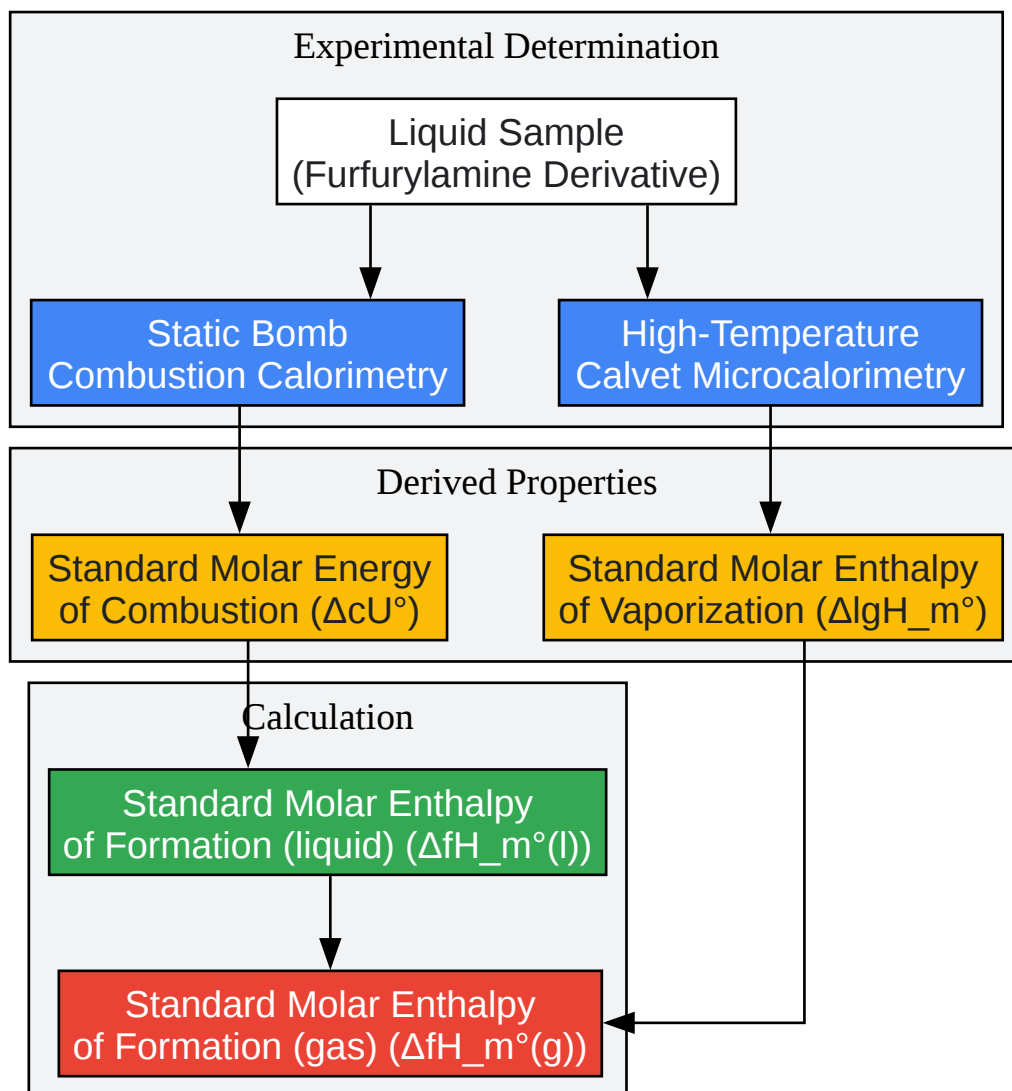 Experimental Determination
Liquid Sample
(Furfurylamine Derivative)
Static Bomb
Combustion Calorimetry
High-Temperature
Calvet Microcalorimetry
Derived Properties
Standard Molar Energy
of Combustion (ΔcU°)
Standard Molar Enthalpy
of Vaporization (ΔlgH_m°)
Calculation
Standard Molar Enthalpy
of Formation (liquid) (ΔfH_m°(l))
Standard Molar Enthalpy
of Formation (gas) (ΔfH_m°(g))